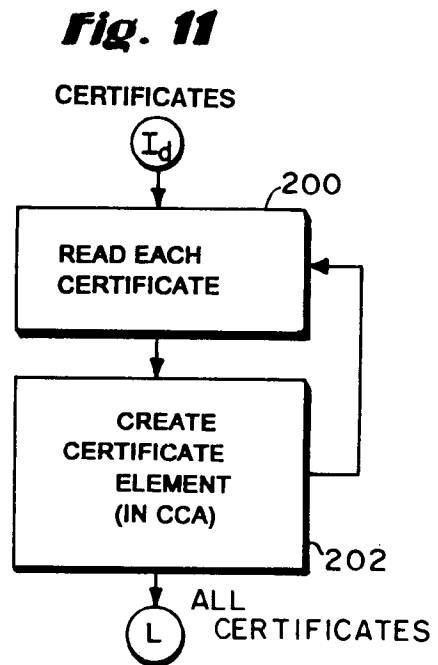 Fig. 11
CERTIFICATES
Id
200
READ EACH
CERTIFICATE
CREATE
CERTIFICATE
ELEMENT
(IN CCA)
202
ALL
CERTIFICATES
L